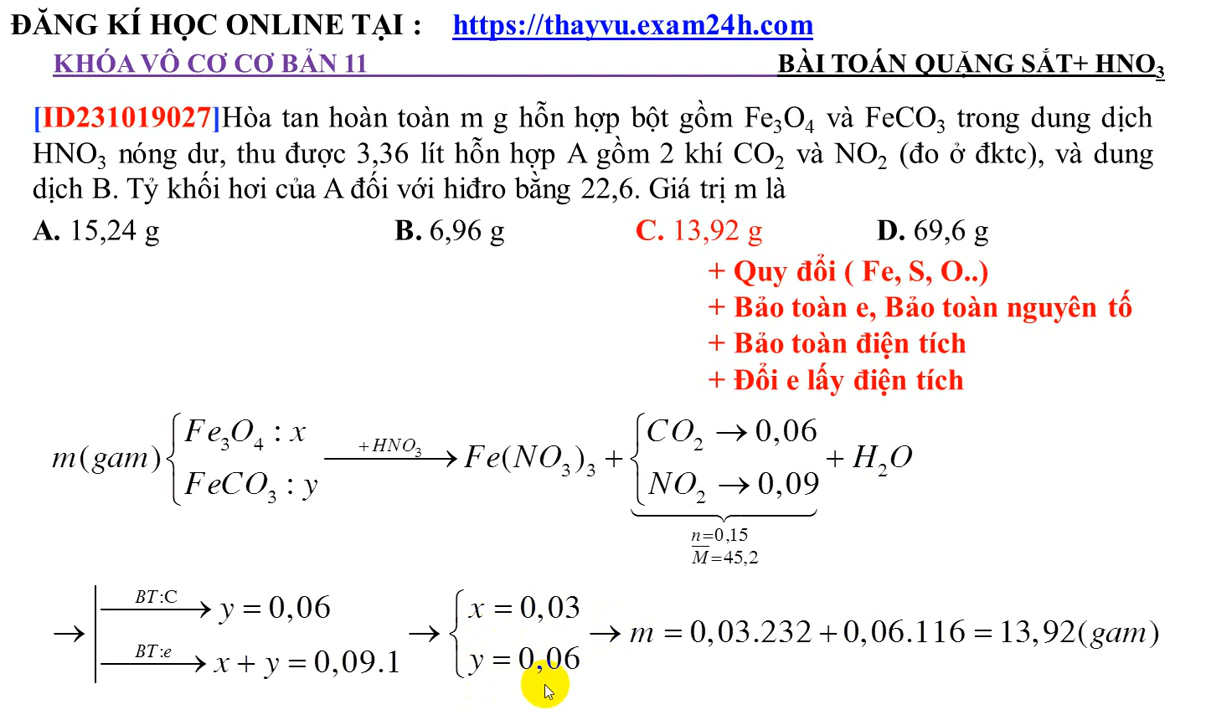 ĐĂNG KÍ HỌC ONLINE TẠI : https://thayvu.exam24h.com
KHÓA VÔ CƠ CƠ BẢN 11 BÀI TOÁN QUẶNG SẮT+ HNO₃
[ID231019027]Hòa tan hoàn toàn m g hỗn hợp bột gồm Fe₃O₄ và FeCO₃ trong dung dịch
HNO₃ nóng dư, thu được 3,36 lít hỗn hợp A gồm 2 khí CO₂ và NO₂ (đo ở đktc), và dung
dịch B. Tỷ khối hơi của A đối với hiđro bằng 22,6. Giá trị m là
A. 15,24 g B. 6,96 g C. 13,92 g D. 69,6 g
+ Quy đổi ( Fe, S, O..)
+ Bảo toàn e, Bảo toàn nguyên tố
+ Bảo toàn điện tích
+ Đổi e lấy điện tích
m(gam) { Fe₃O₄ : x
FeCO₃ : y
+HNO₃ → Fe(NO₃)₃ + { CO₂ → 0,06
NO₂ → 0,09
+ H₂O
n=0,15
M̅=45,2
→ | BT:C → y = 0,06
BT:e → x + y = 0,09.1
→ { x = 0,03
y = 0,06
→ m = 0,03.232 + 0,06.116 = 13,92(gam)